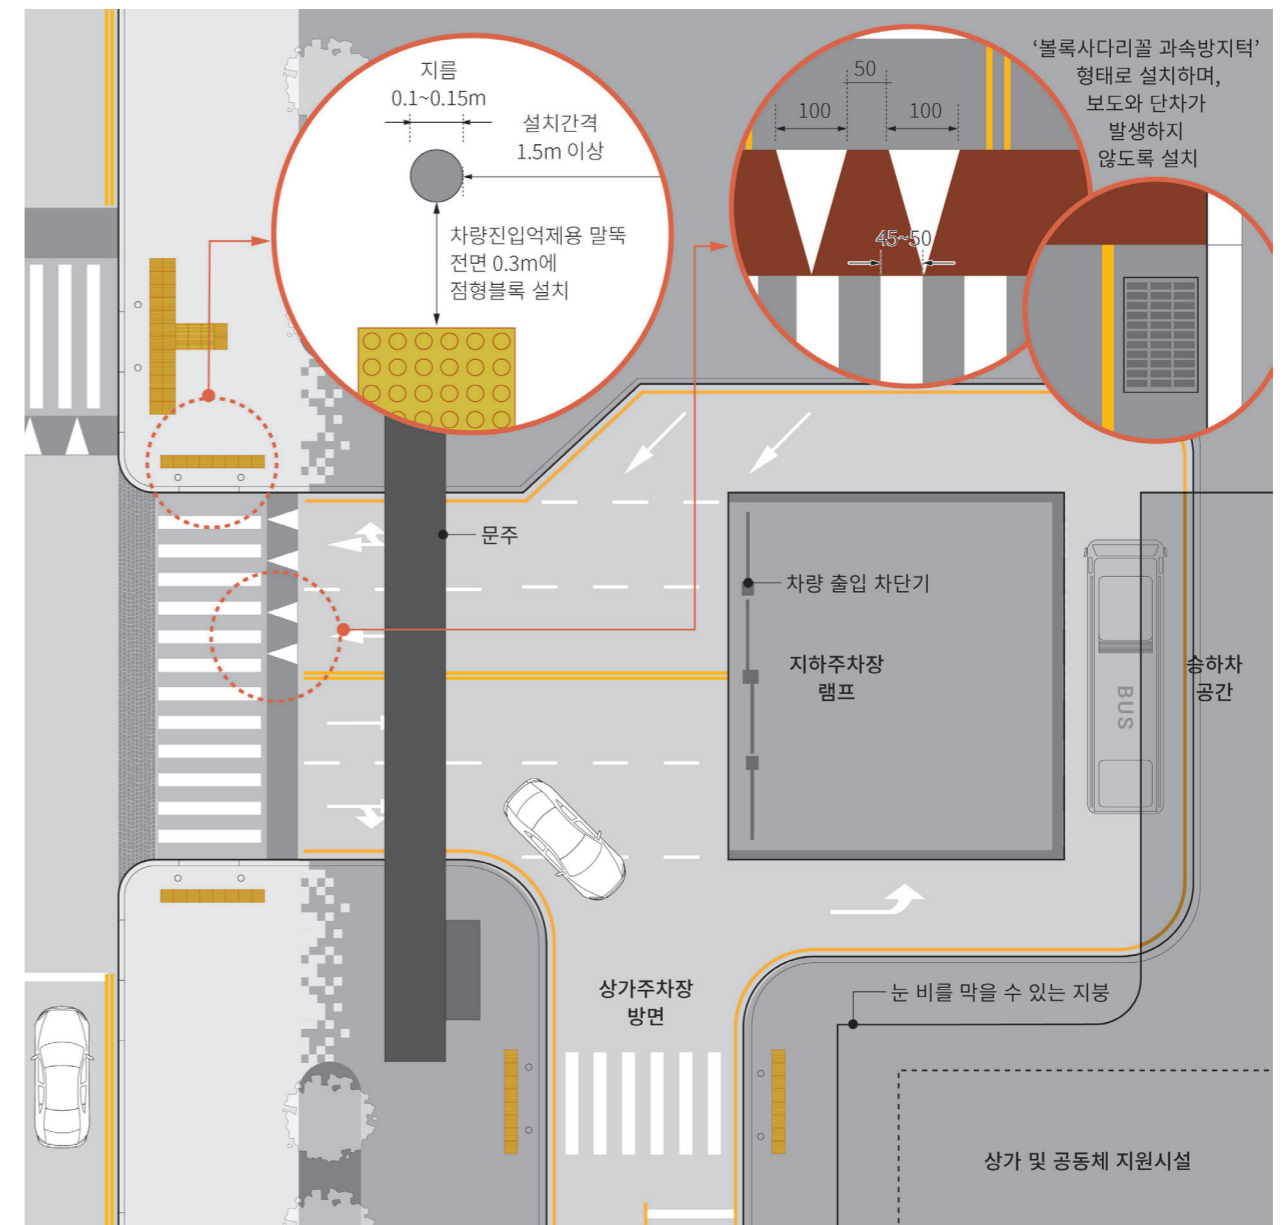 지름
0.1~0.15m
설치간격
1.5m 이상
차량진입억제용 말뚝
전면 0.3m에
점형블록 설치
50
100
100
45~50
‘볼록사다리꼴 과속방지턱’
형태로 설치하며,
보도와 단차가
발생하지
않도록 설치
문주
차량 출입 차단기
지하주차장
램프
승하차
공간
BUS
상가주차장
방면
눈 비를 막을 수 있는 지붕
상가 및 공동체 지원시설